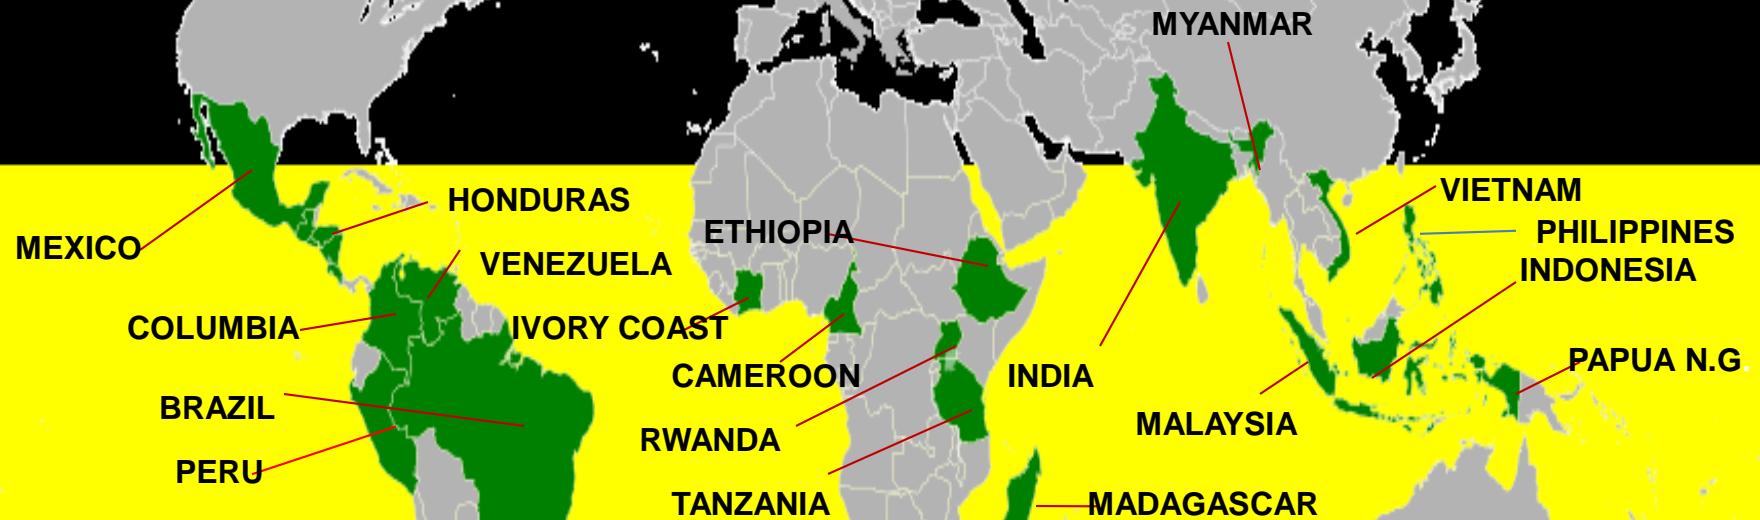 MYANMAR
VIETNAM
HONDURAS
PHILIPPINES
ETHIOPIA
MEXICO
VENEZUELA
INDONESIA
COLUMBIA
IVORY COAST
PAPUA N.G.
CAMEROON
INDIA
BRAZIL
MALAYSIA
RWANDA
PERU
TANZANIA
MADAGASCAR